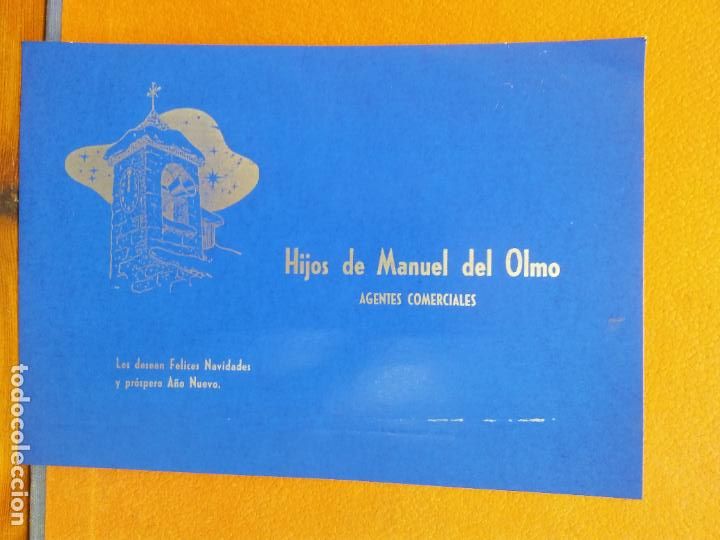 Hijos de Manuel del Olmo
AGENTES COMERCIALES
Les desean Felices Navidades
y próspero Año Nuevo.
todocoleccion